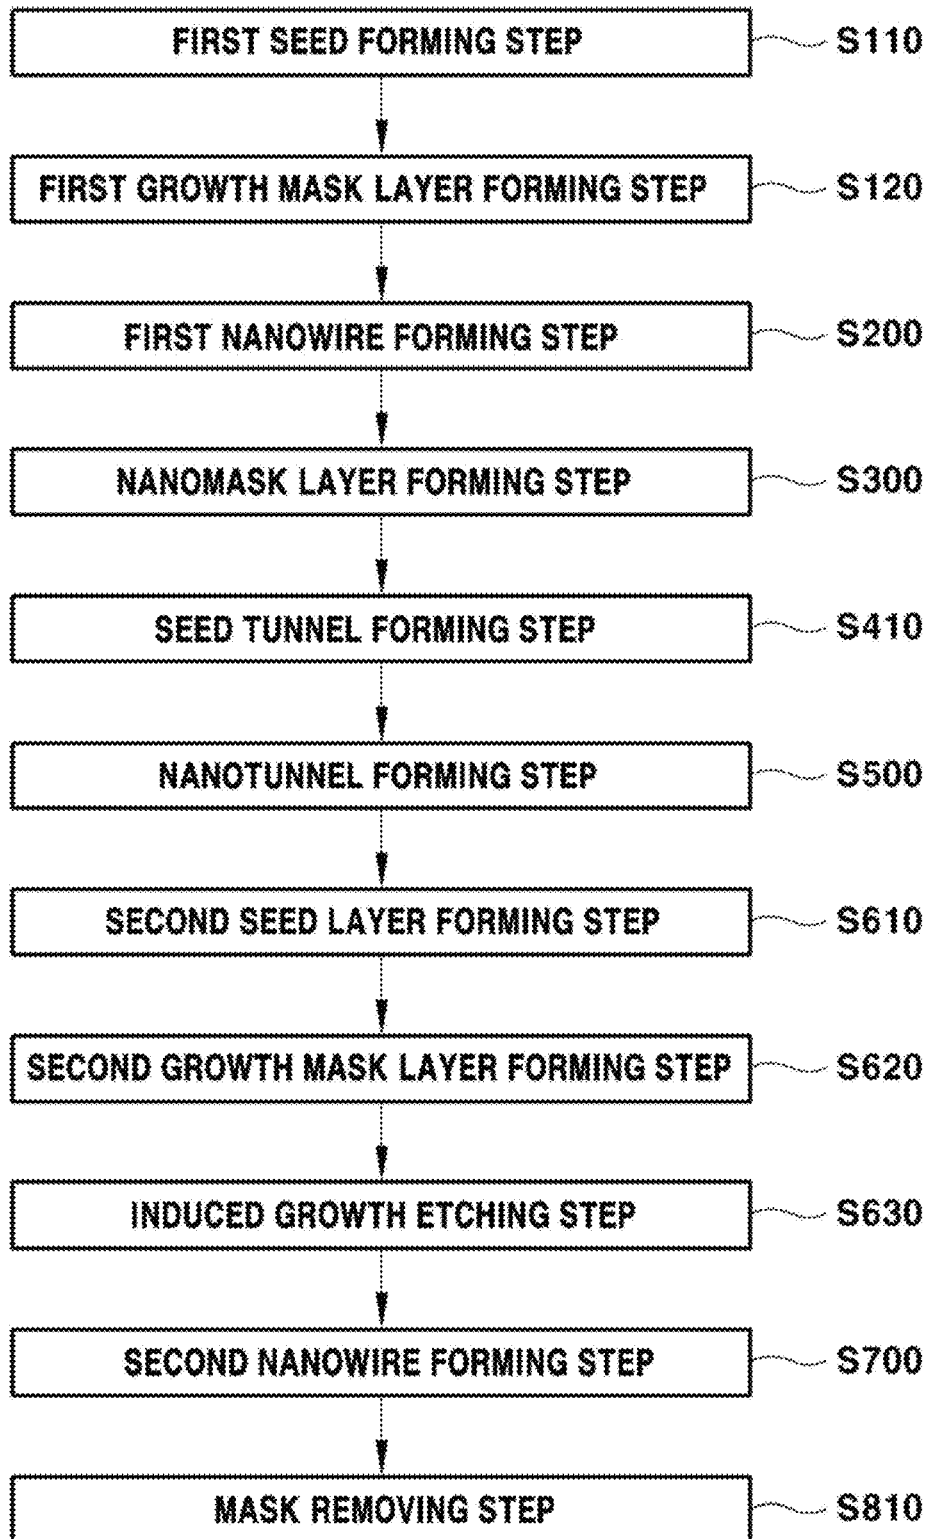 FIRST SEED FORMING STEP S110
FIRST GROWTH MASK LAYER FORMING STEP S120
FIRST NANOWIRE FORMING STEP S200
NANOMASK LAYER FORMING STEP S300
SEED TUNNEL FORMING STEP S410
NANOTUNNEL FORMING STEP S500
SECOND SEED LAYER FORMING STEP S610
SECOND GROWTH MASK LAYER FORMING STEP S620
INDUCED GROWTH ETCHING STEP S630
SECOND NANOWIRE FORMING STEP S700
MASK REMOVING STEP S810